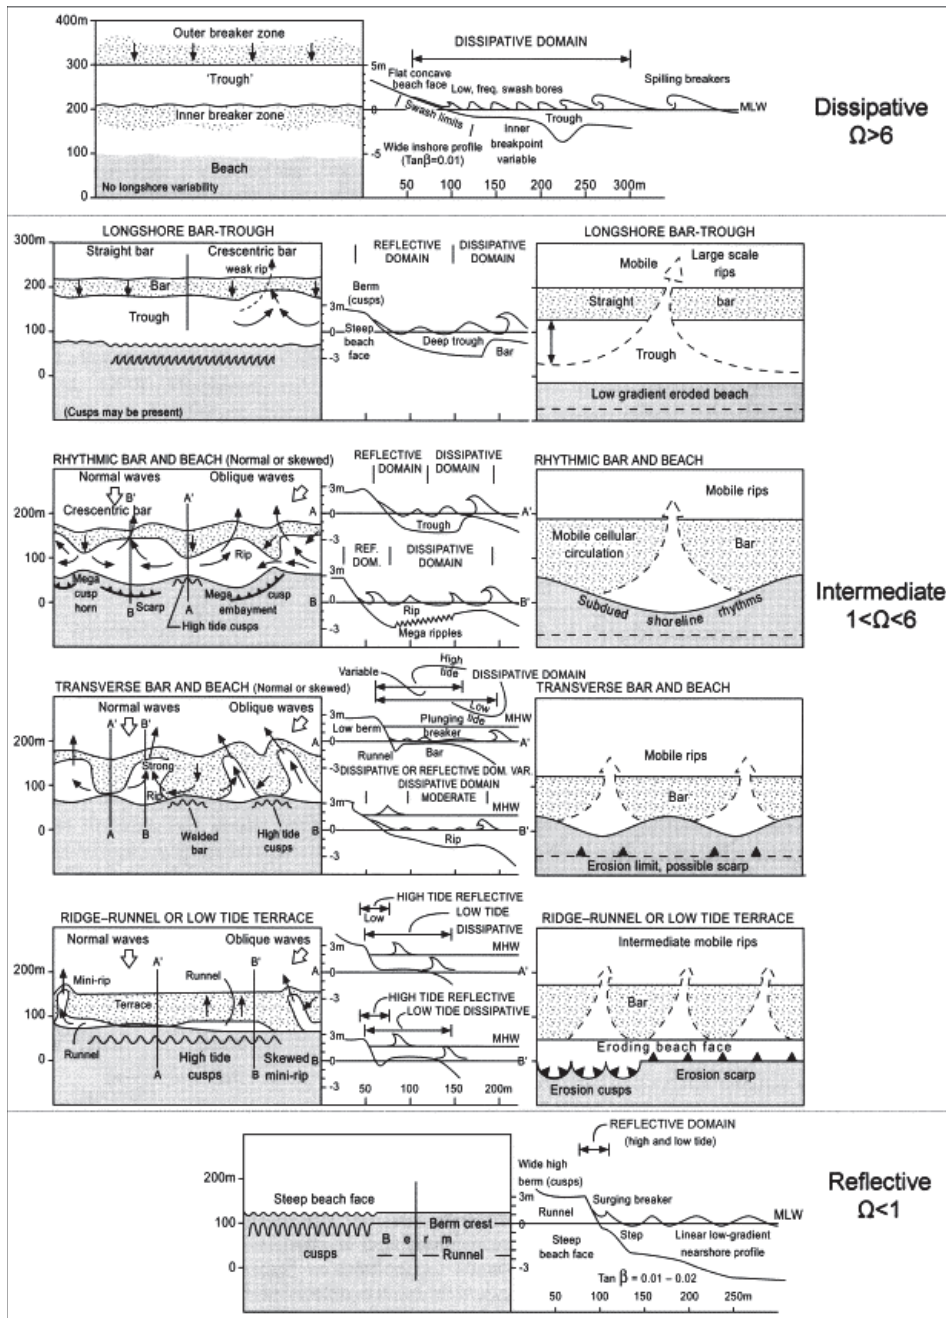 400m
Outer breaker zone
300
'Trough'
200
Inner breaker zone
100
Beach
No longshore variability
0
DISSIPATIVE DOMAIN
5m
Flat concave
beach face
Low, freq. swash bores
Spilling breakers
MLW
0
Swash limits
Trough
Wide inshore profile
(Tanβ=0.01)
Inner
breakpoint
variable
-5
50 100 150 200 250 300m
Dissipative
Ω>6
LONGSHORE BAR-TROUGH
300m
Straight bar
Crescentric bar
weak rip
200
Bar
Trough
100
0
(Cusps may be present)
REFLECTIVE
DOMAIN
DISSIPATIVE
DOMAIN
Berm
(cusps)
3m
0
Steep
beach
face
Deep trough
Bar
-3
LONGSHORE BAR-TROUGH
Mobile
Large scale
rips
Straight
bar
Trough
Low gradient eroded beach
RHYTHMIC BAR AND BEACH (Normal or skewed)
Normal waves
Oblique waves
B'
A'
Crescentric bar
200m
Rip
100
Mega
cusp
horn
Scarp
Mega
cusp
embayment
0
B
A
High tide cusps
REFLECTIVE
DOMAIN
DISSIPATIVE
DOMAIN
3m
A
0
A'
Trough
-3
REF.
DOM.
DISSIPATIVE
DOMAIN
3m
B
0
B'
Rip
Mega ripples
-3
RHYTHMIC BAR AND BEACH
Mobile rips
Mobile cellular
circulation
Bar
Subdued shoreline rhythms
Intermediate
1<Ω<6
TRANSVERSE BAR AND BEACH (Normal or skewed)
Normal waves
Oblique waves
A'
B'
200m
Strong
Rip
100
0
A
B
Welded
bar
High tide
cusps
Variable
High
tide
DISSIPATIVE DOMAIN
Low
tide
3m
Low berm
Plunging
breaker
MHW
A
0
A'
Runnel
Bar
-3
DISSIPATIVE OR REFLECTIVE DOM. VAR.
DISSIPATIVE DOMAIN
MODERATE
3m
MHW
B
0
B'
Rip
-3
TRANSVERSE BAR AND BEACH
Mobile rips
Bar
Erosion limit, possible scarp
RIDGE–RUNNEL OR LOW TIDE TERRACE
Normal waves
Oblique waves
A'
B'
Runnel
200m
Mini-rip
Terrace
100
Runnel
0
High tide
cusps
Skewed
mini-rip
A
B
HIGH TIDE REFLECTIVE
Low
LOW TIDE
DISSIPATIVE
3m
MHW
A
0
A'
-3
HIGH TIDE REFLECTIVE
LOW TIDE DISSIPATIVE
3m
MHW
B
0
B'
-3
50 100 150 200m
RIDGE–RUNNEL OR LOW TIDE TERRACE
Intermediate mobile rips
Bar
Eroding beach face
Erosion cusps
Erosion scarp
200m
Steep beach face
100
Berm crest
cusps
Berm
Runnel
0
REFLECTIVE DOMAIN
(high and low tide)
Wide high
berm (cusps)
3m
Surging breaker
Runnel
0
MLW
Steep
beach face
Step
Linear low-gradient
nearshore profile
-3
Tan β = 0.01 – 0.02
50 100 150 200 250m
Reflective
Ω<1